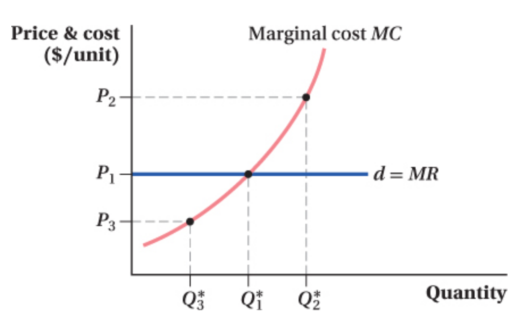 Price & cost
($/unit)
Marginal cost MC
P₂
P₁
d = MR
P₃
Q₃*
Q₁*
Q₂*
Quantity